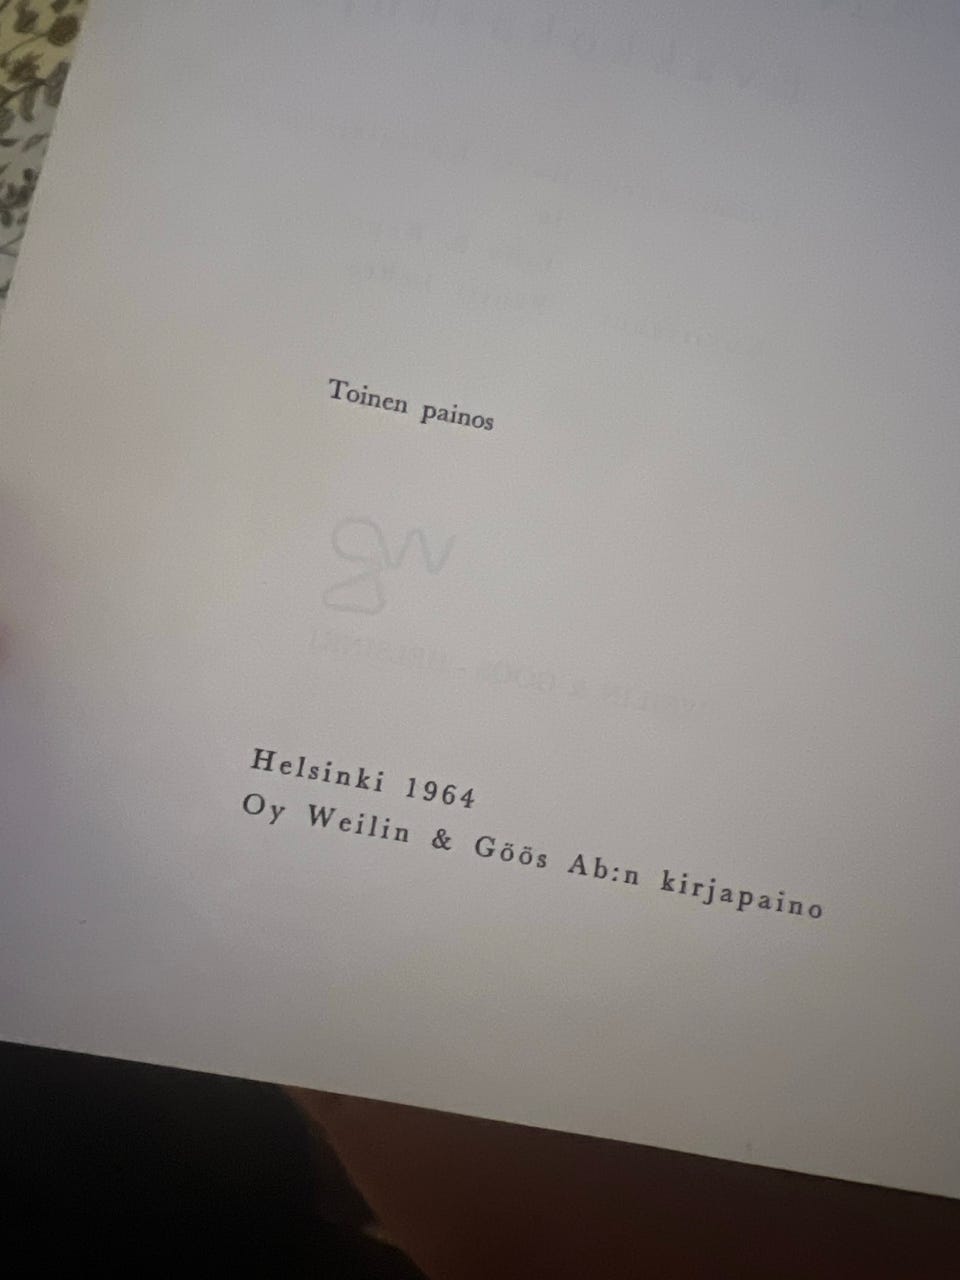 Toinen painos
Helsinki 1964
Oy Weilin & Göös Ab:n kirjapaino